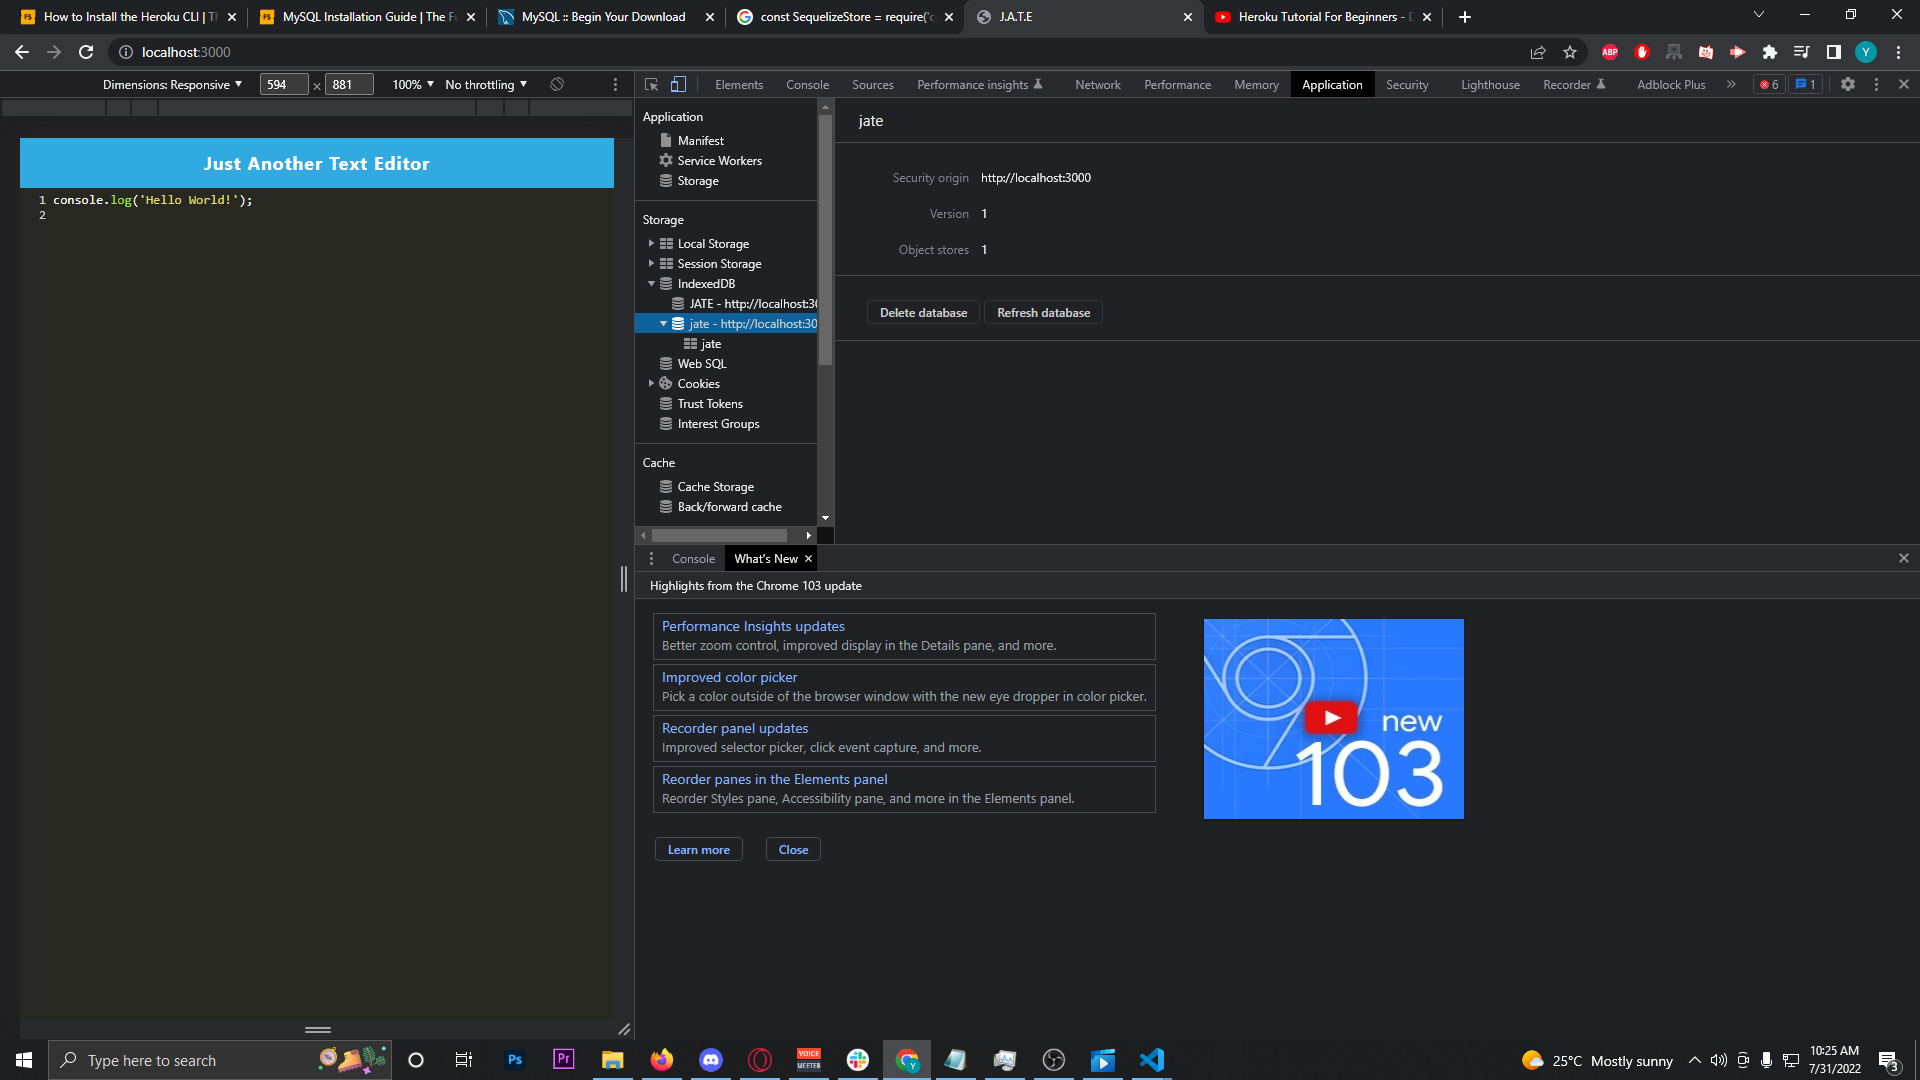 How to Install the Heroku CLI | Th
MySQL Installation Guide | The Fu
MySQL :: Begin Your Download
const SequelizeStore = require('c
J.A.T.E
Heroku Tutorial For Beginners - D
localhost:3000
ABP
Y
Dimensions: Responsive
594 × 881
100%
No throttling
Elements
Console
Sources
Performance insights
Network
Performance
Memory
Application
Security
Lighthouse
Recorder
Adblock Plus
6
1
Just Another Text Editor
1 console.log('Hello World!');
2
Application
Manifest
Service Workers
Storage
Storage
Local Storage
Session Storage
IndexedDB
JATE - http://localhost:30
jate - http://localhost:30
jate
Web SQL
Cookies
Trust Tokens
Interest Groups
Cache
Cache Storage
Back/forward cache
jate
Security origin http://localhost:3000
Version 1
Object stores 1
Delete database
Refresh database
Console
What's New
Highlights from the Chrome 103 update
Performance Insights updates
Better zoom control, improved display in the Details pane, and more.
Improved color picker
Pick a color outside of the browser window with the new eye dropper in color picker.
Recorder panel updates
Improved selector picker, click event capture, and more.
Reorder panes in the Elements panel
Reorder Styles pane, Accessibility pane, and more in the Elements panel.
Learn more
Close
new
103
Type here to search
Ps
Pr
VOICE
MEETER
Y
25°C Mostly sunny
10:25 AM
7/31/2022
3